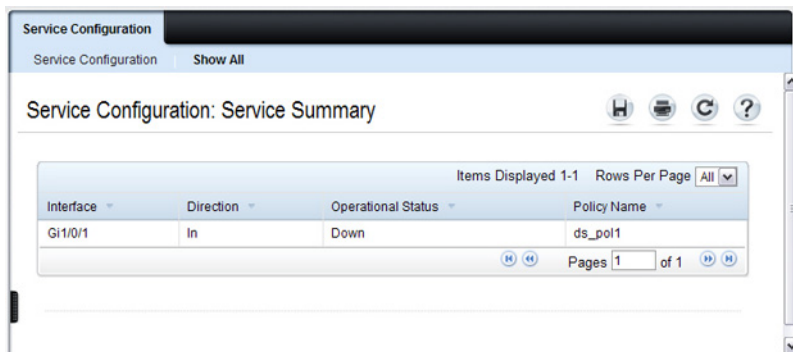 Service Configuration
Service Configuration Show All
Service Configuration: Service Summary
Items Displayed 1-1 Rows Per Page All
Interface Direction Operational Status Policy Name
Gi1/0/1 In Down ds_pol1
Pages 1 of 1